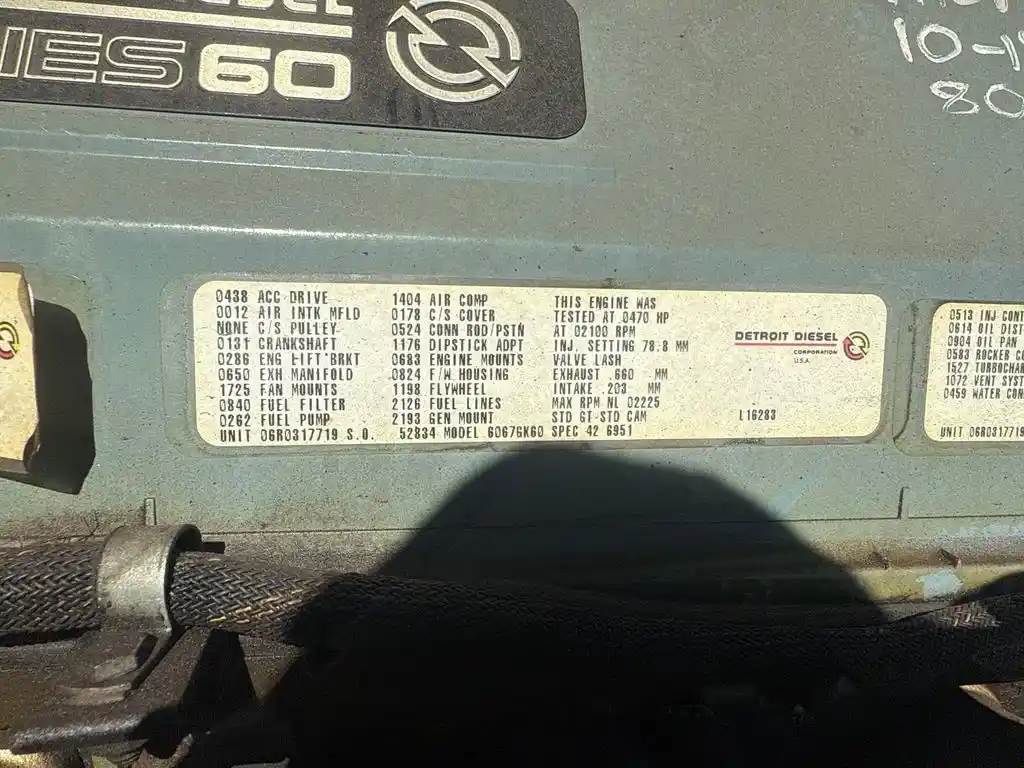 60
10-1
80
0438 ACC DRIVE
0012 AIR INTK MFLD
NONE C/S PULLEY
0131 CRANKSHAFT
0286 ENG LIFT BRKT
0650 EXH MANIFOLD
1725 FAN MOUNTS
0840 FUEL FILTER
0262 FUEL PUMP
1404 AIR COMP
0178 C/S COVER
0524 CONN ROD/PSTN
1176 DIPSTICK ADPT
0683 ENGINE MOUNTS
0824 F/W HOUSING
1198 FLYWHEEL
2126 FUEL LINES
2193 GEN MOUNT
THIS ENGINE WAS
TESTED AT 0470 HP
AT 02100 RPM
INJ. SETTING 78.8 MM
VALVE LASH
EXHAUST .660 MM
INTAKE .203 MM
MAX RPM NL 02225
STD GT-STD CAM
UNIT 06R0317719 S.O. 52834 MODEL 6067GK60 SPEC 42 6951
DETROIT DIESEL
CORPORATION
U.S.A.
L16283
0513 INJ CONT
0614 OIL DIST
0904 OIL PAN
0583 ROCKER C
1527 TURBOCHAR
1072 VENT SYST
0459 WATER CON
UNIT 06R0317719